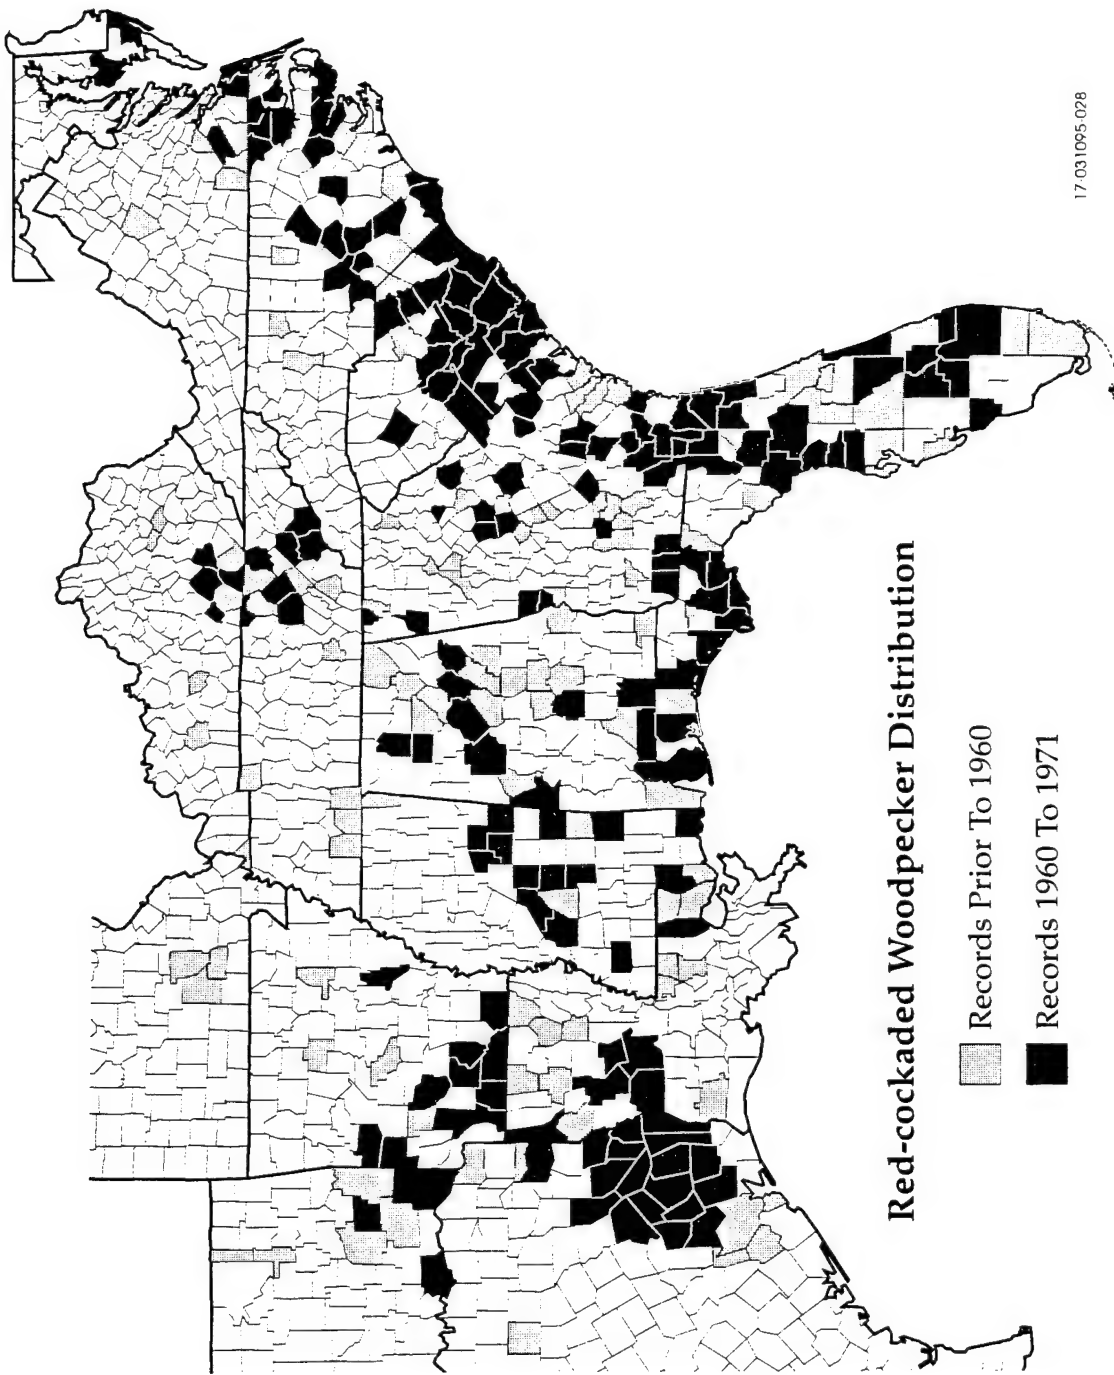 Red-cockaded Woodpecker Distribution
Records Prior To 1960
Records 1960 To 1971
17-031095-028